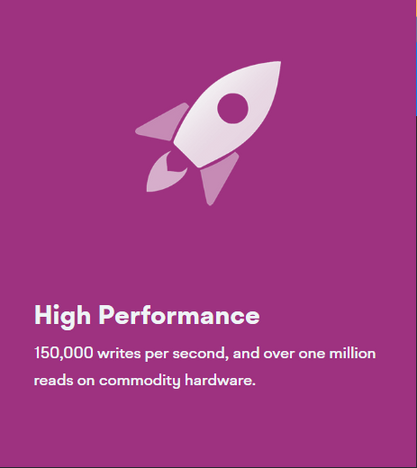 High Performance
150,000 writes per second, and over one million
reads on commodity hardware.